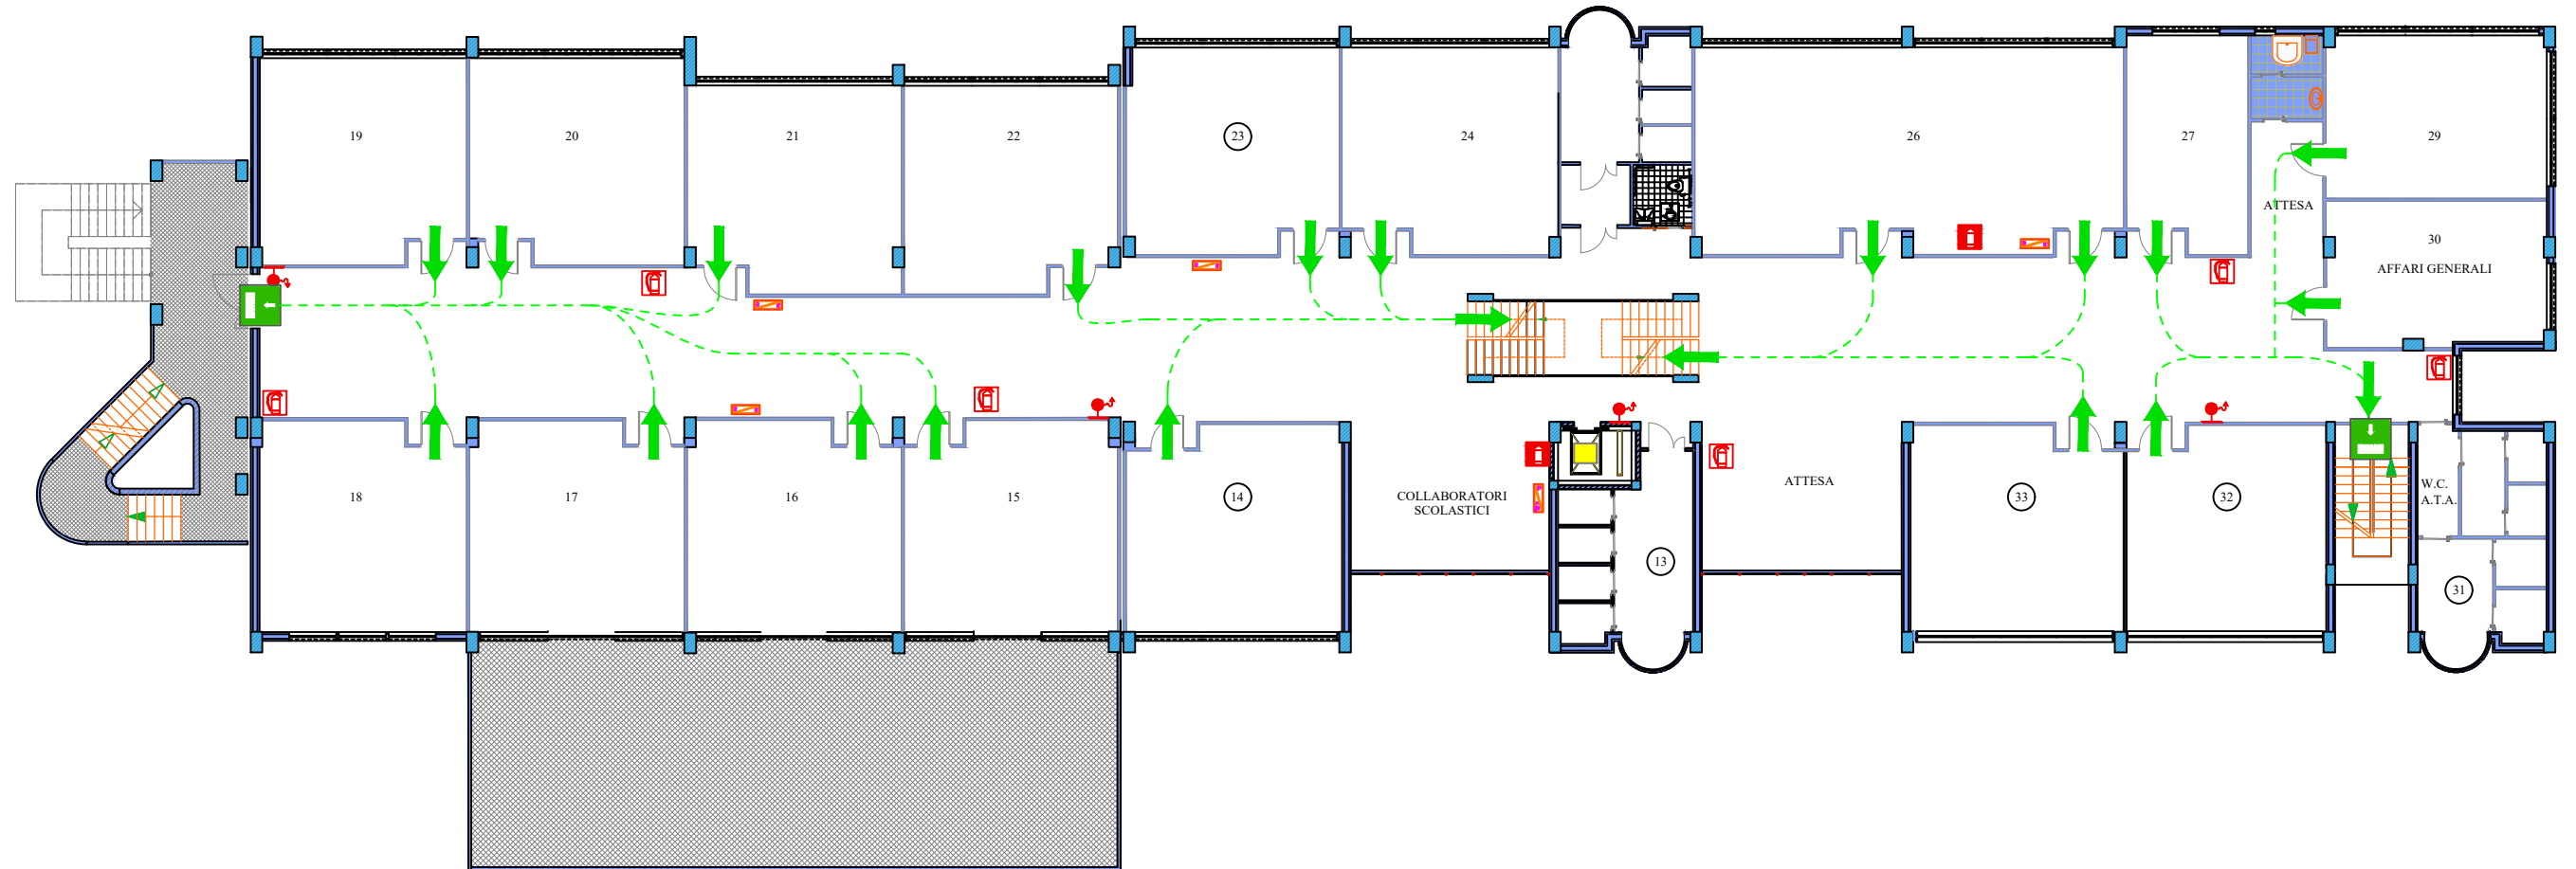 19
20
21
22
23
24
26
27
29
ATTESA
30
AFFARI GENERALI
18
17
16
15
14
COLLABORATORI
SCOLASTICI
13
ATTESA
33
32
W.C.
A.T.A.
31